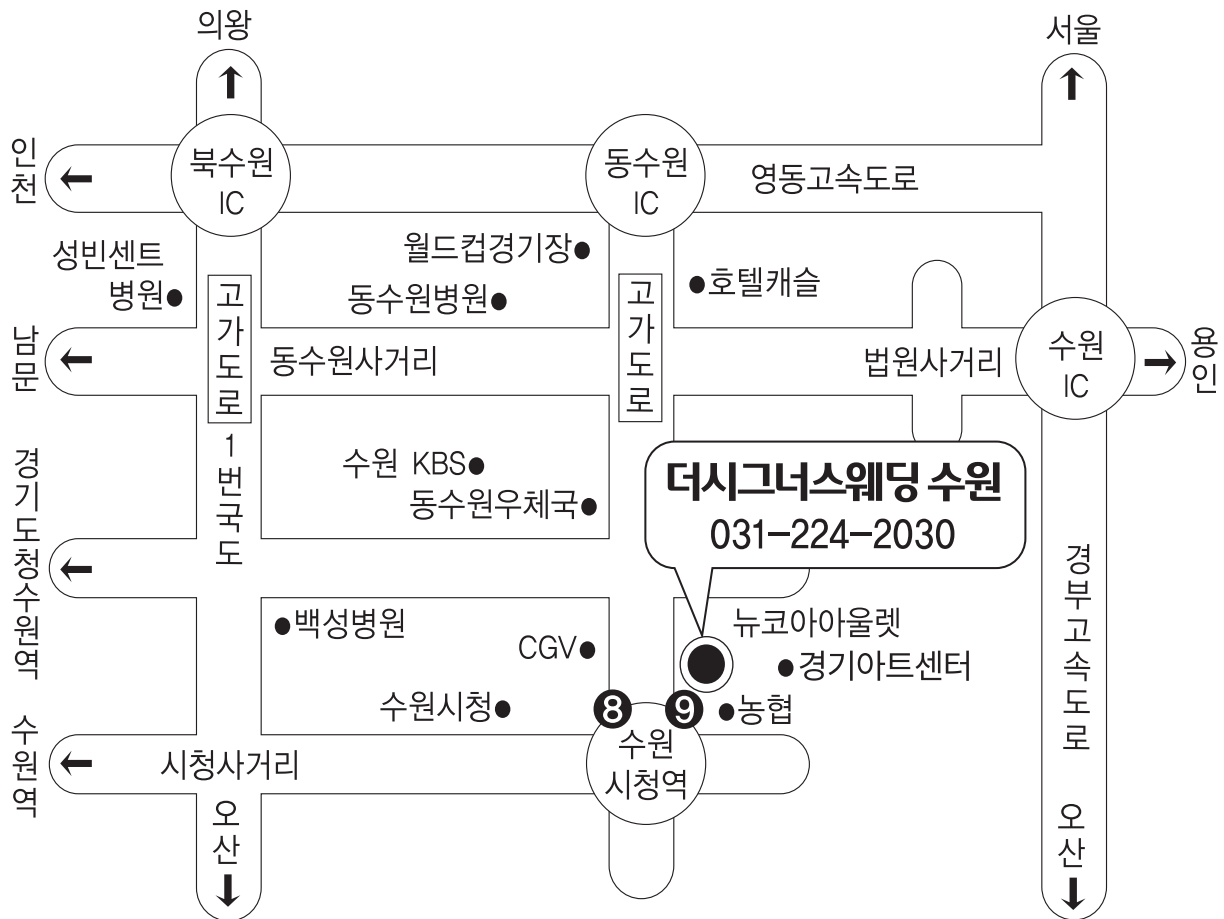 의왕
서울
인천
북수원
IC
동수원
IC
영동고속도로
성빈센트
병원
월드컵경기장
동수원병원
호텔캐슬
고가도로
고가도로
남문
동수원사거리
법원사거리
수원
IC
용인
1번국도
수원 KBS
동수원우체국
더시그너스웨딩 수원
031-224-2030
경기도청수원역
경부고속도로
백성병원
CGV
뉴코아아울렛
경기아트센터
수원시청
8
9
농협
수원역
시청사거리
수원
시청역
오산
오산